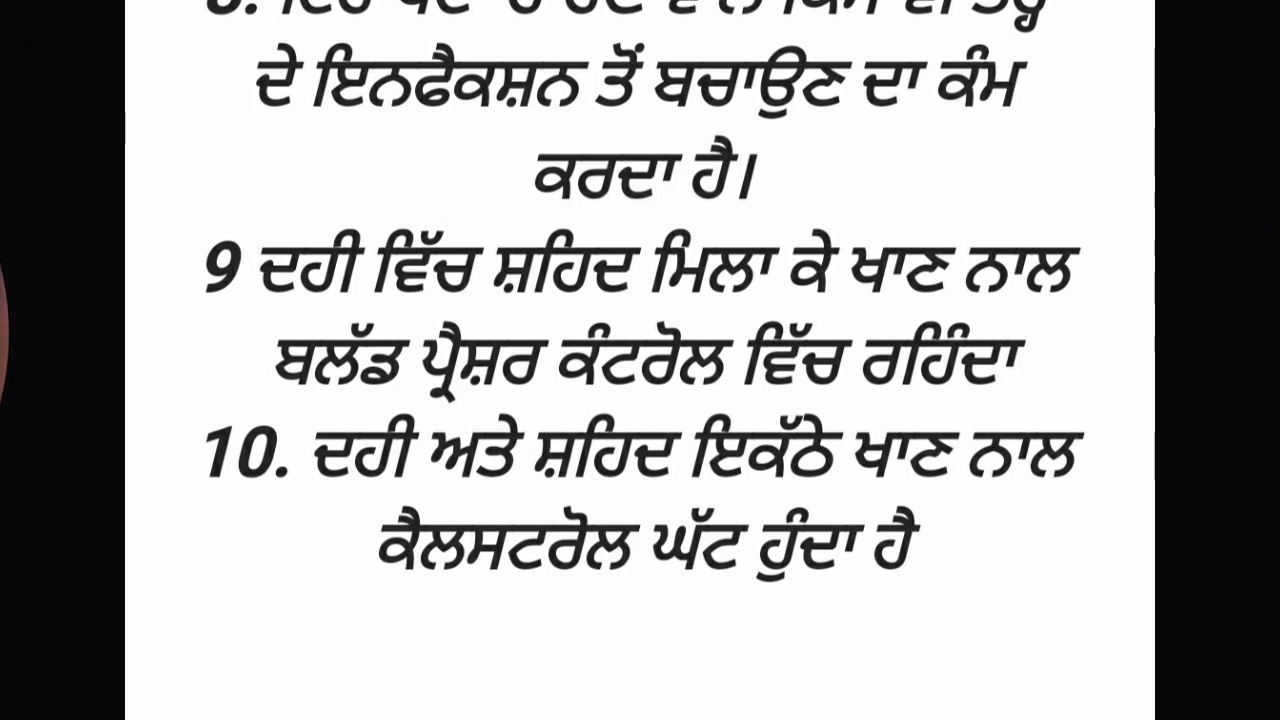 ਦੇ ਇਨਫੈਕਸ਼ਨ ਤੋਂ ਬਚਾਉਣ ਦਾ ਕੰਮ
ਕਰਦਾ ਹੈ।
9 ਦਹੀ ਵਿੱਚ ਸ਼ਹਿਦ ਮਿਲਾ ਕੇ ਖਾਣ ਨਾਲ
ਬਲੱਡ ਪ੍ਰੈਸ਼ਰ ਕੰਟਰੋਲ ਵਿੱਚ ਰਹਿੰਦਾ
10. ਦਹੀ ਅਤੇ ਸ਼ਹਿਦ ਇਕੱਠੇ ਖਾਣ ਨਾਲ
ਕੈਲਸਟਰੋਲ ਘੱਟ ਹੁੰਦਾ ਹੈ